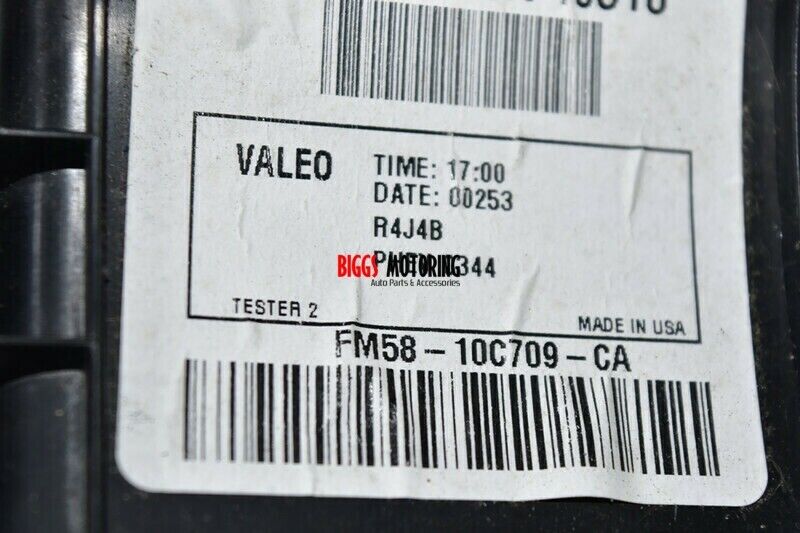 VALEO
TIME: 17:00
DATE: 00253
R4J4B
344
BIGGS MOTORING
Auto Parts & Accessories
TESTER 2
MADE IN USA
FM58-10C709-CA